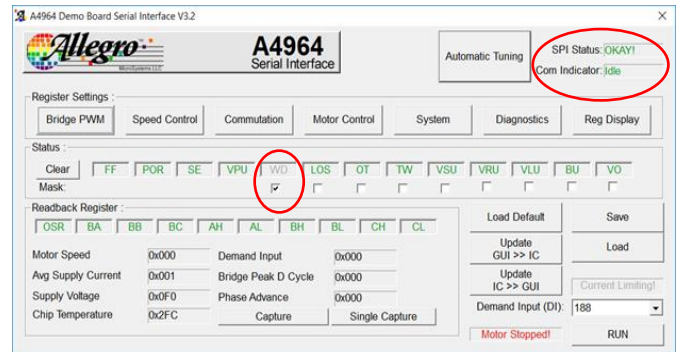 A4964 Demo Board Serial Interface V3.2
Allegro
MicroSystems LLC
A4964
Serial Interface
Automatic Tuning
SPI Status: OKAY!
Com Indicator: Idle
Register Settings :
Bridge PWM Speed Control Commutation Motor Control System Diagnostics Reg Display
Status :
Clear FF POR SE VPU WD LOS OT TW VSU VRU VLU BU VO
Mask:
Readback Register :
OSR BA BB BC AH AL BH BL CH CL
Motor Speed 0x000 Demand Input 0x000
Avg Supply Current 0x001 Bridge Peak D Cycle 0x000
Supply Voltage 0x0F0 Phase Advance 0x000
Chip Temperature 0x2FC Capture Single Capture
Load Default Save
Update
GUI >> IC
Load
Update
IC >> GUI
Current Limiting!
Demand Input (DI): 188
Motor Stopped! RUN